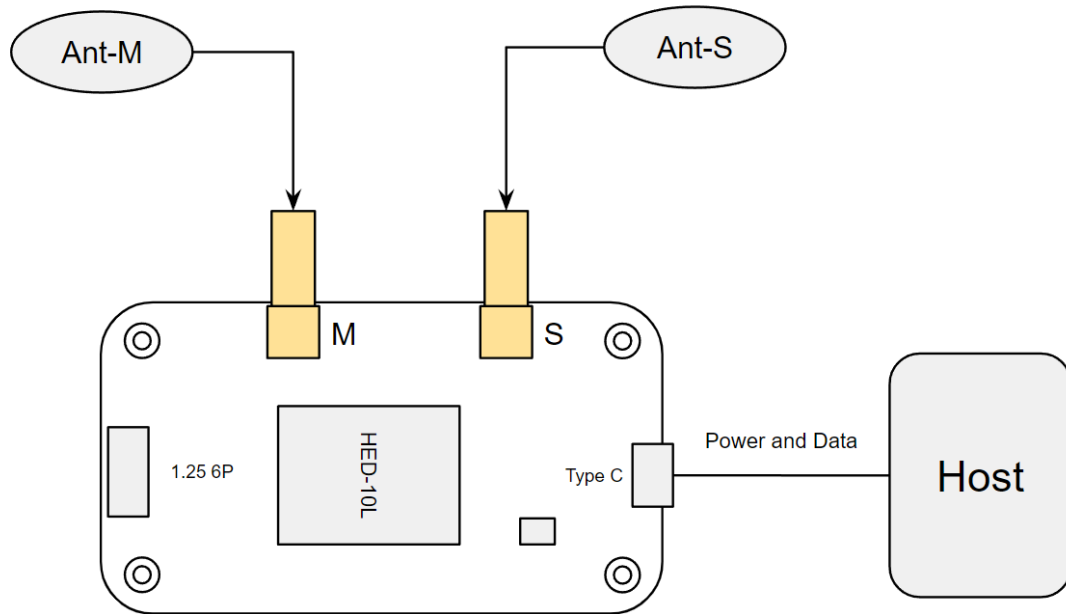 Ant-M
Ant-S
M
S
1.25 6P
HED-10L
Type C
Power and Data
Host